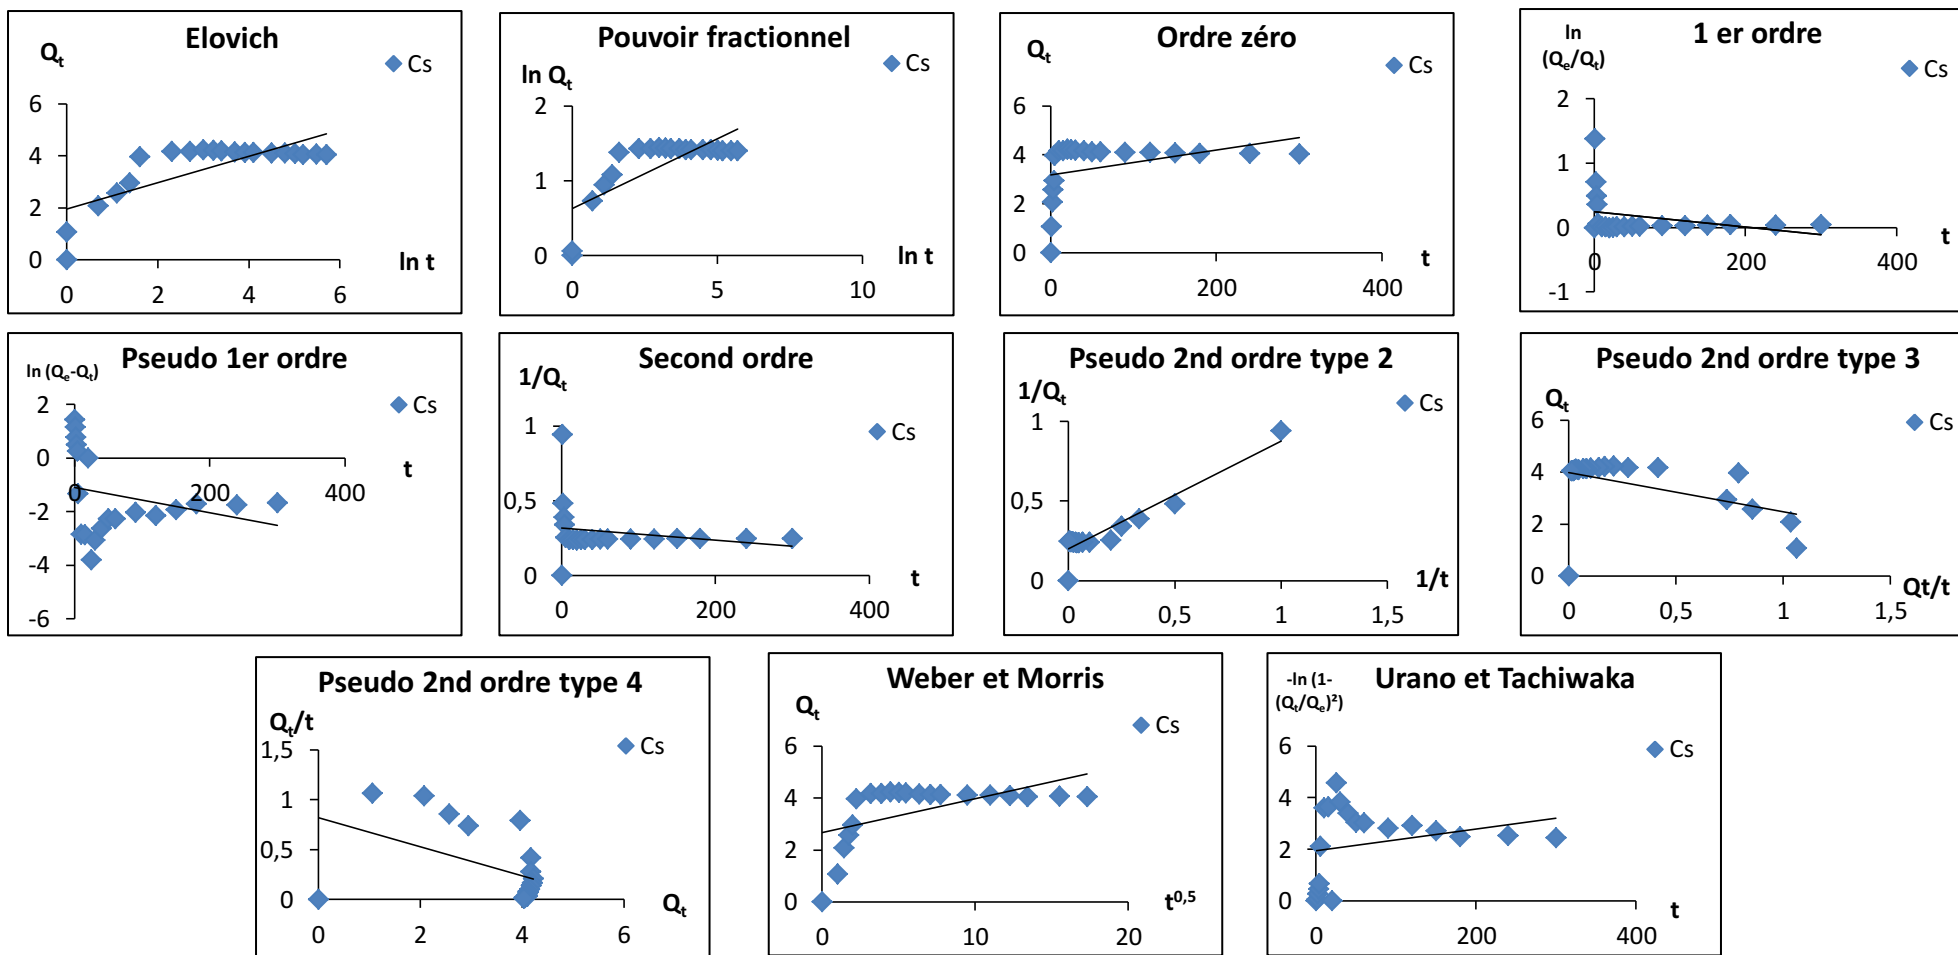 Elovich
Qt
Cs
6
4
2
0
0 2 4 6
ln t
Pouvoir fractionnel
ln Qt
Cs
2
1
0
0 5 10
ln t
Ordre zéro
Qt
Cs
6
4
2
0
0 200 400
t
1 er ordre
ln
(Qe/Qt)
Cs
2
1
0
-1
0 200 400
t
Pseudo 1er ordre
ln (Qe-Qt)
Cs
2
0
-2
-4
-6
0 200 400
t
Second ordre
1/Qt
Cs
1
0,5
0
0 200 400
t
Pseudo 2nd ordre type 2
1/Qt
Cs
1
0,5
0
0 0,5 1 1,5
1/t
Pseudo 2nd ordre type 3
Qt
Cs
6
4
2
0
0 0,5 1 1,5
Qt/t
Pseudo 2nd ordre type 4
Qt/t
Cs
1,5
1
0,5
0
0 2 4 6
Qt
Weber et Morris
Qt
Cs
6
4
2
0
0 10 20
t0,5
Urano et Tachiwaka
-ln (1-
(Qt/Qe)²)
Cs
6
4
2
0
0 200 400
t